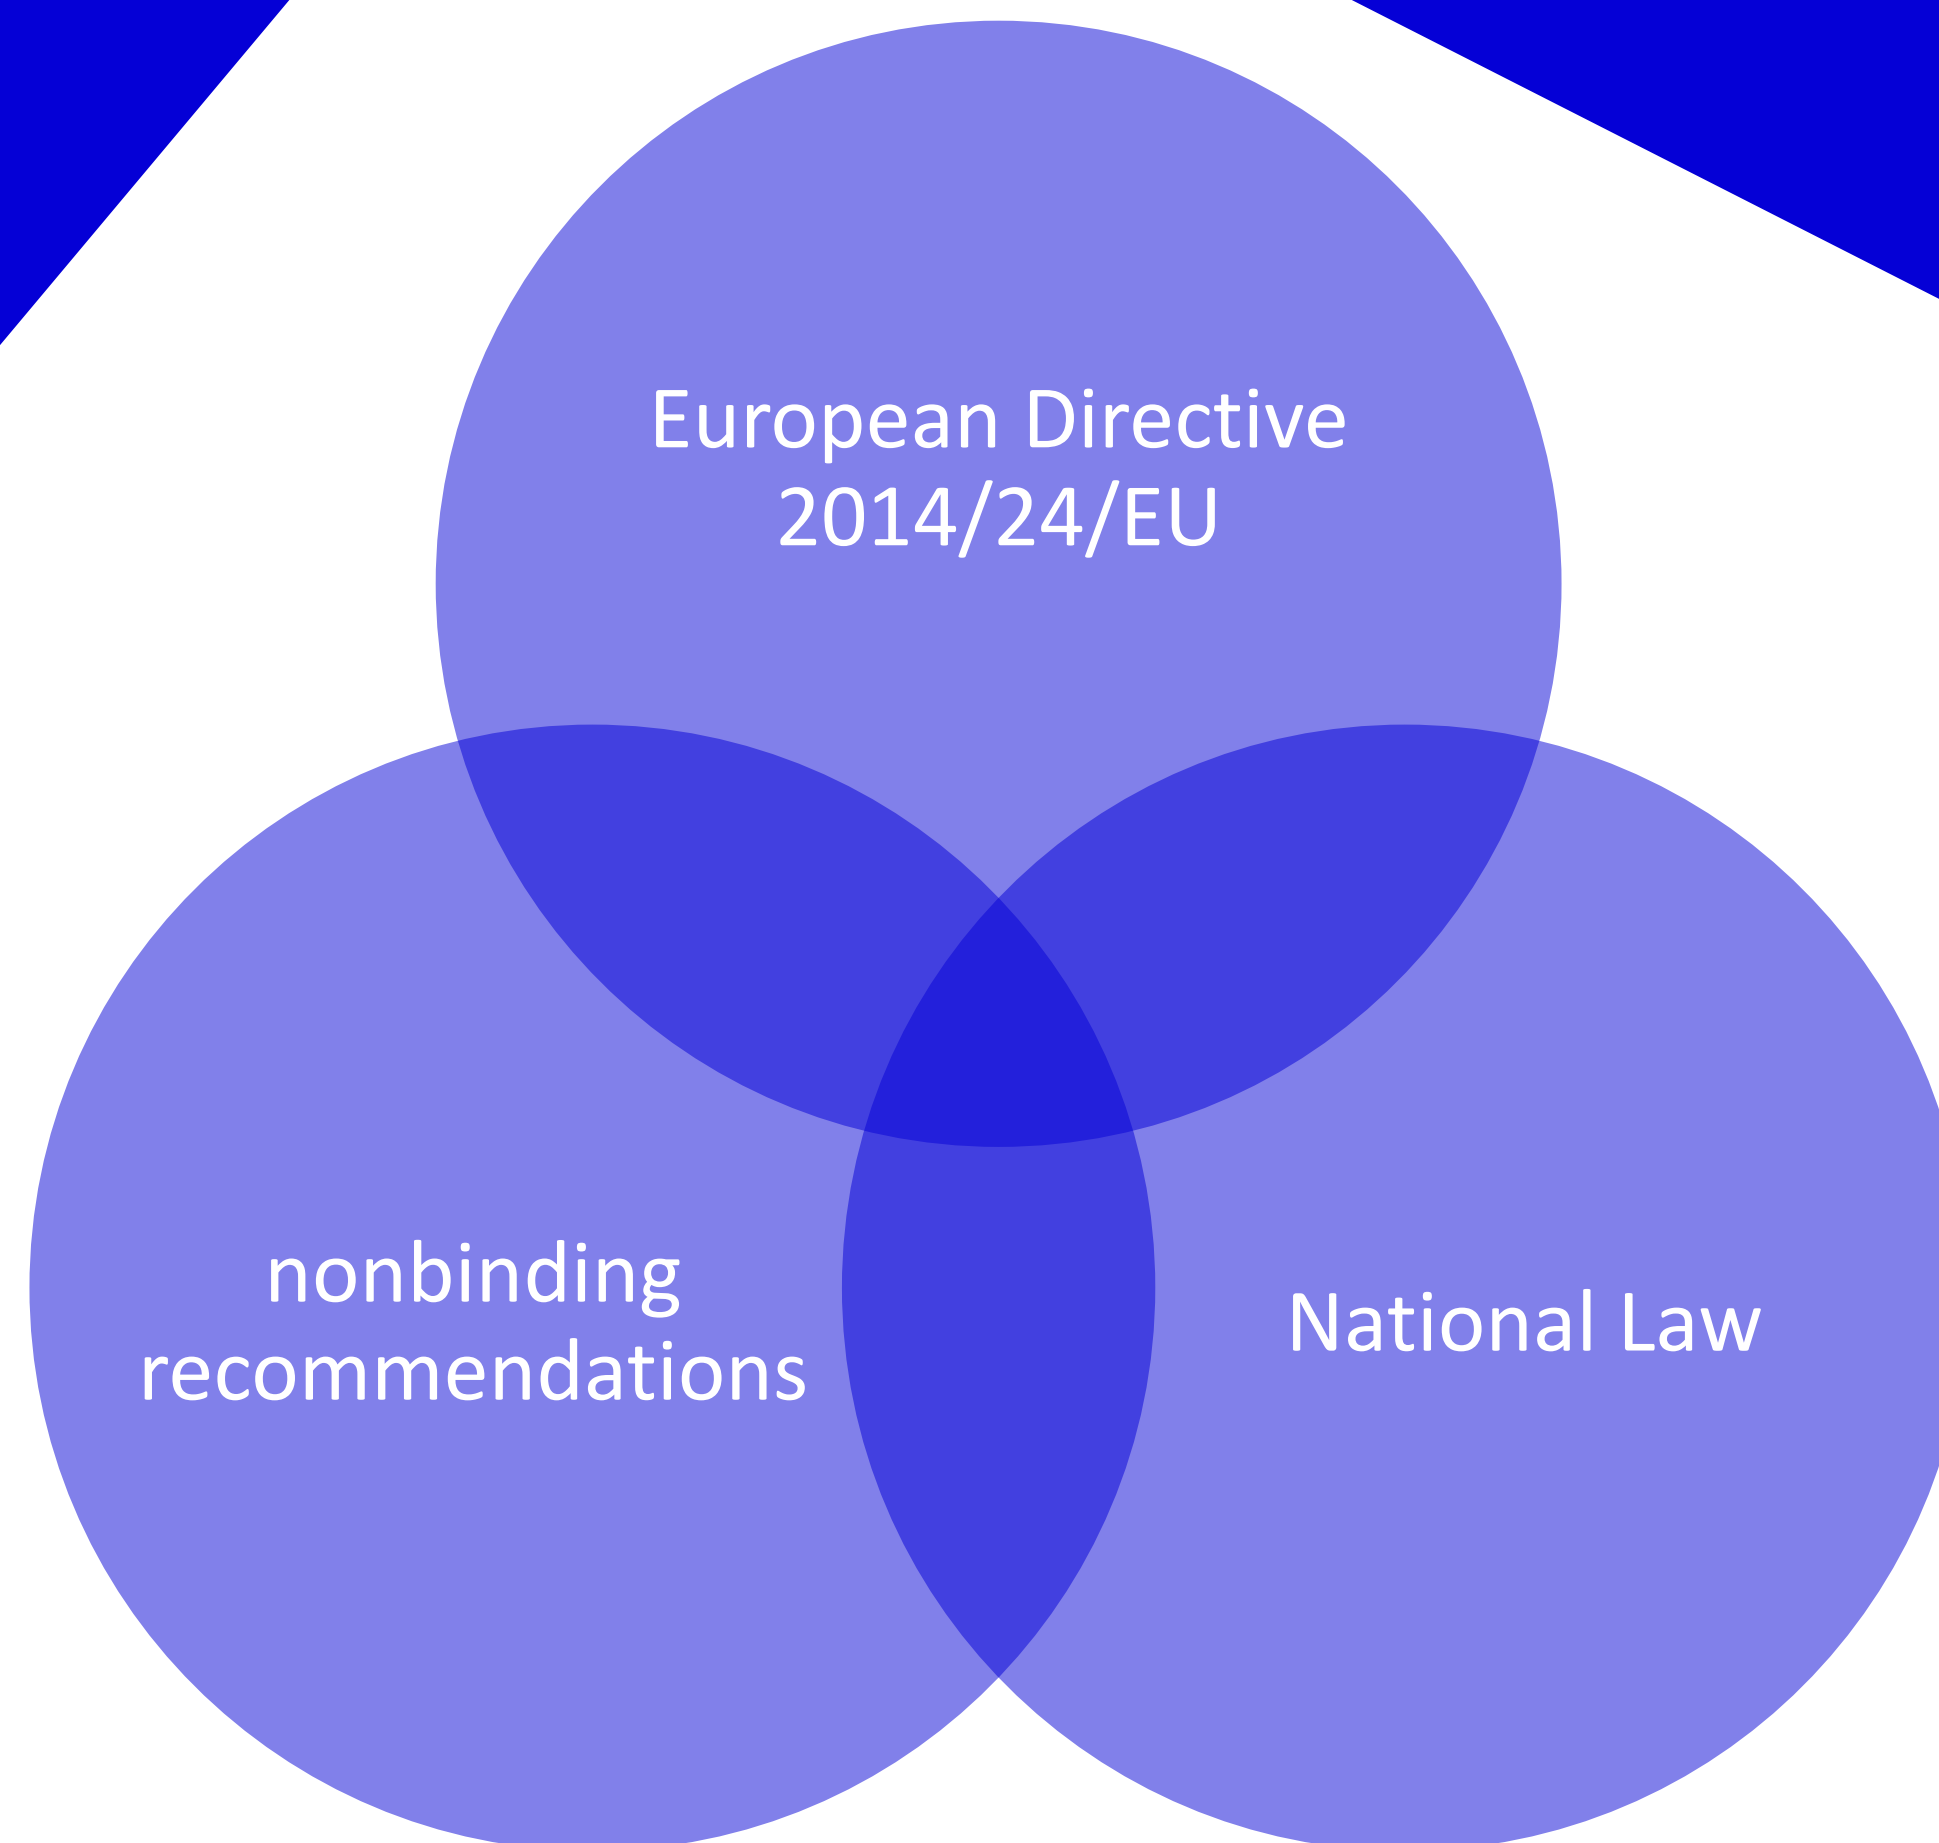 European Directive
2014/24/EU
nonbinding
recommendations
National Law